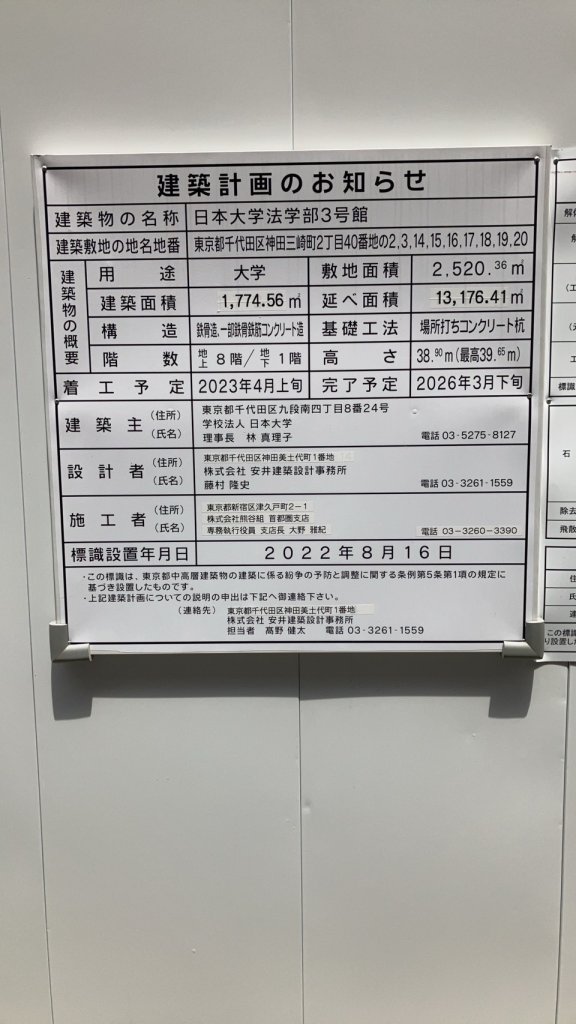 建築計画のお知らせ
建築物の名称 日本大学法学部3号館
建築敷地の地名地番 東京都千代田区神田三崎町2丁目40番地の2,3,14,15,16,17,18,19,20
建築物の概要
用途 大学 敷地面積 2,520.36㎡
建築面積 1,774.56㎡ 延べ面積 13,176.41㎡
構造 鉄骨造、一部鉄骨鉄筋コンクリート造 基礎工法 場所打ちコンクリート杭
階数 地上8階/地下1階 高さ 38.90m(最高39.65m)
着工予定 2023年4月上旬 完了予定 2026年3月下旬
建築主 (住所) 東京都千代田区九段南四丁目8番24号
(氏名) 学校法人 日本大学
理事長 林 真理子 電話 03-5275-8127
設計者 (住所) 東京都千代田区神田美土代町1番地
(氏名) 株式会社 安井建築設計事務所
藤村 隆史 電話 03-3261-1559
施工者 (住所) 東京都新宿区津久戸町2-1
(氏名) 株式会社熊谷組 首都圏支店
専務執行役員 支店長 大野 雅紀 電話 03-3260-3390
標識設置年月日 2022年8月16日
・この標識は、東京都中高層建築物の建築に係る紛争の予防と調整に関する条例第5条第1項の規定に
基づき設置したものです。
・上記建築計画についての説明の申出は下記へ御連絡下さい。
(連絡先) 東京都千代田区神田美土代町1番地
株式会社 安井建築設計事務所
担当者 髙野 健太 電話 03-3261-1559